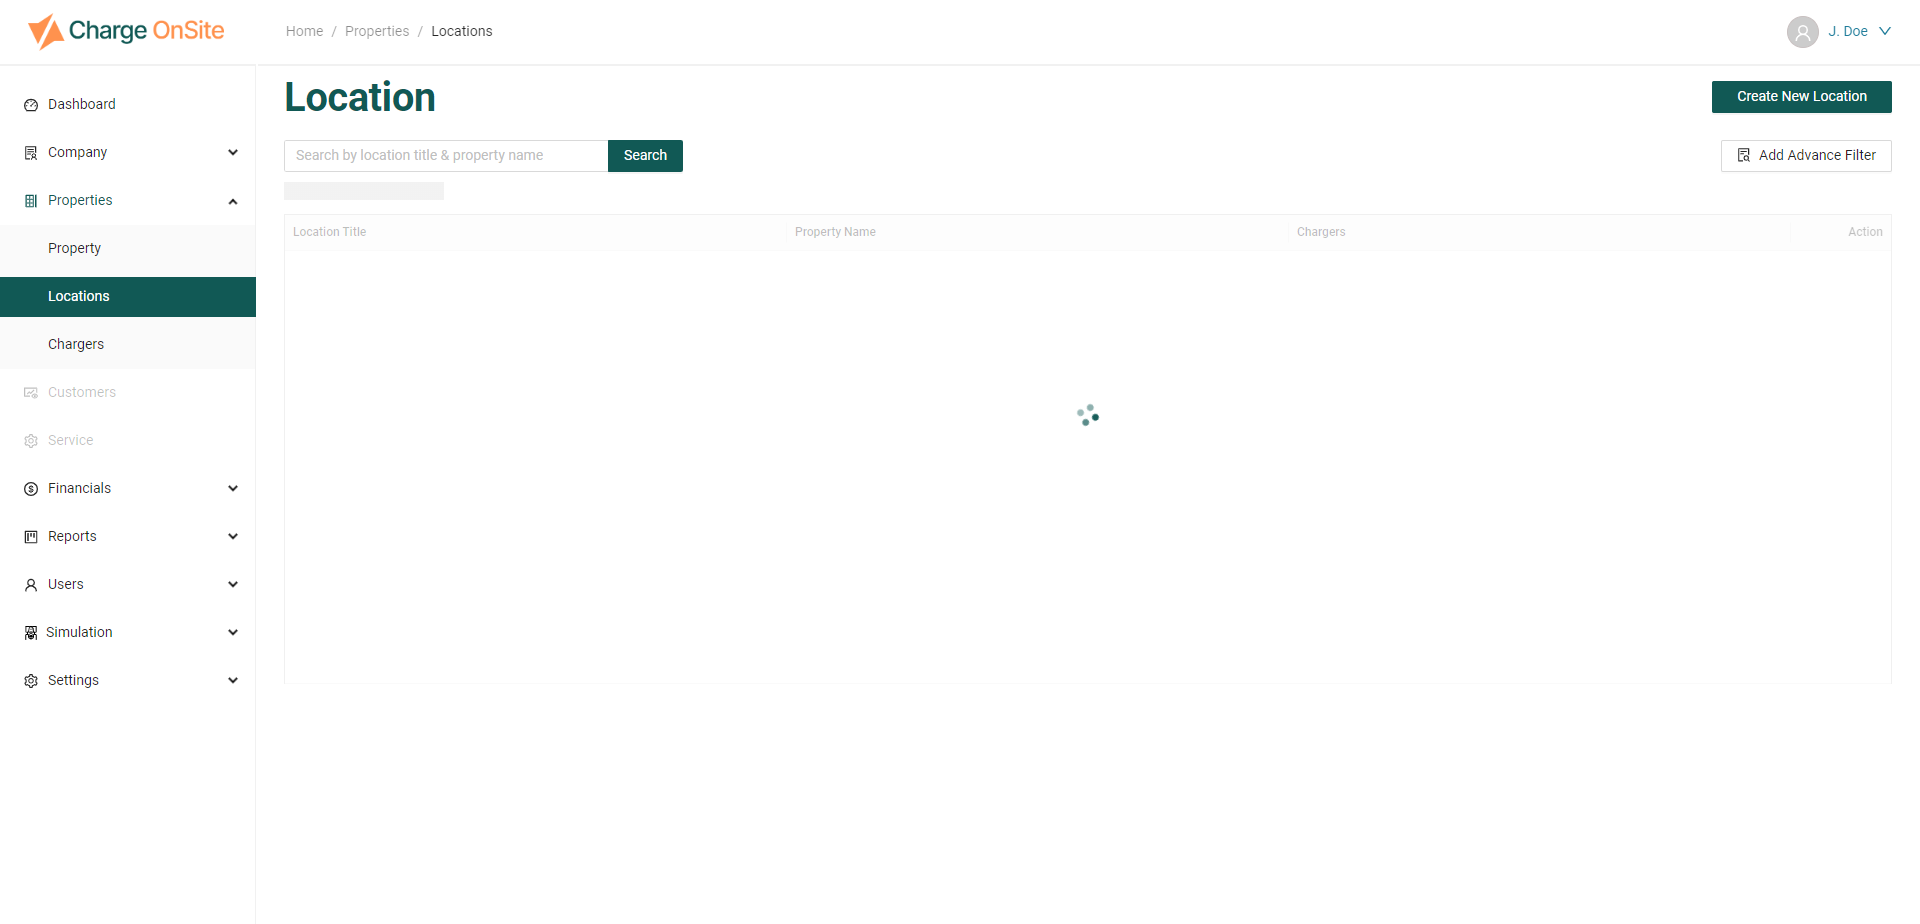 Charge OnSite
Home / Properties / Locations
J. Doe
Dashboard
Company
Properties
Property
Locations
Chargers
Customers
Service
Financials
Reports
Users
Simulation
Settings
Location
Create New Location
Search by location title & property name
Search
Add Advance Filter
Location Title
Property Name
Chargers
Action